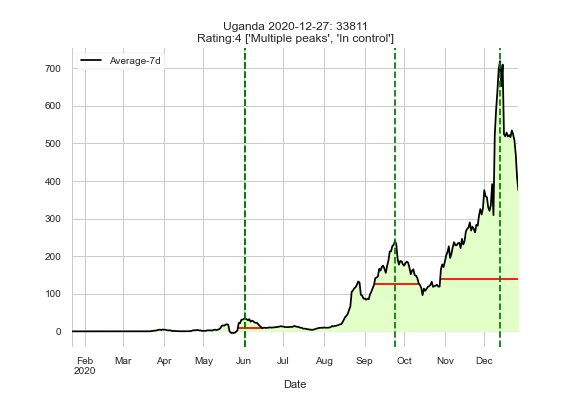 Uganda 2020-12-27: 33811
Rating:4 ['Multiple peaks', 'In control']
Average-7d
700
600
500
400
300
200
100
0
Feb Mar Apr May Jun Jul Aug Sep Oct Nov Dec
2020
Date